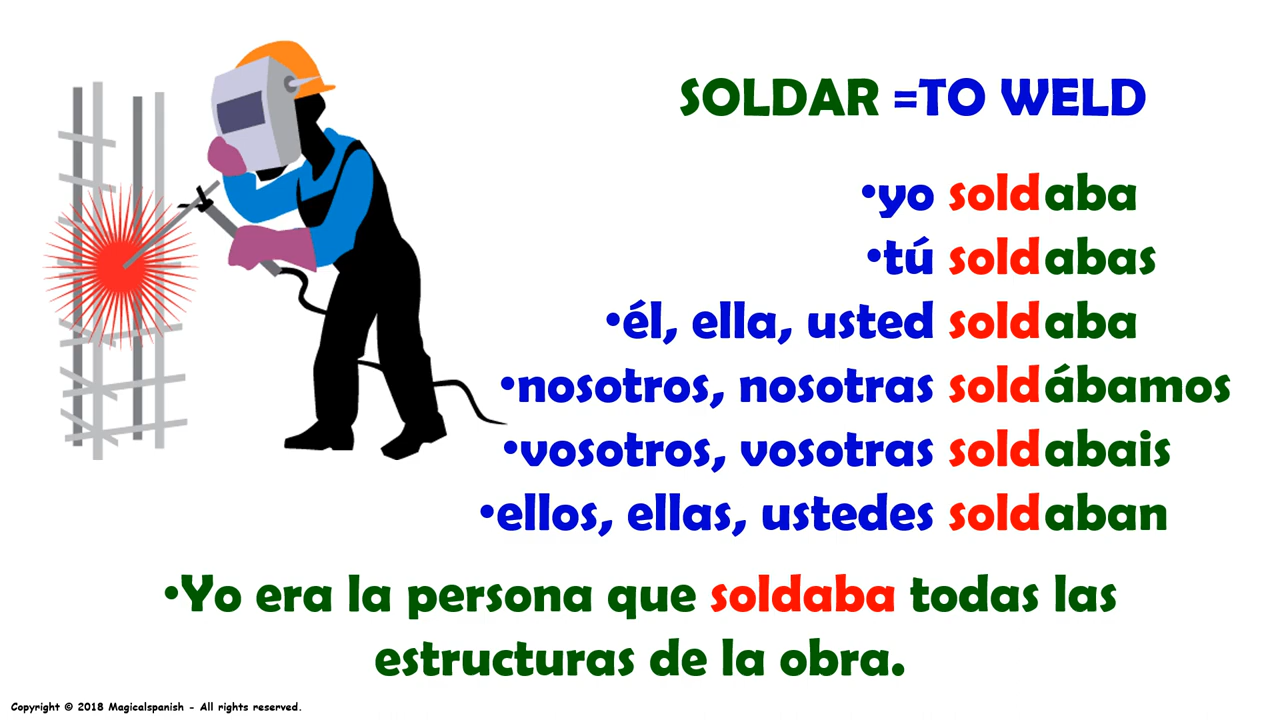 SOLDAR =TO WELD
•yo soldaba
•tú soldabas
•él, ella, usted soldaba
•nosotros, nosotras soldábamos
•vosotros, vosotras soldabais
•ellos, ellas, ustedes soldaban
•Yo era la persona que soldaba todas las
estructuras de la obra.
Copyright © 2018 Magicalspanish - All rights reserved.